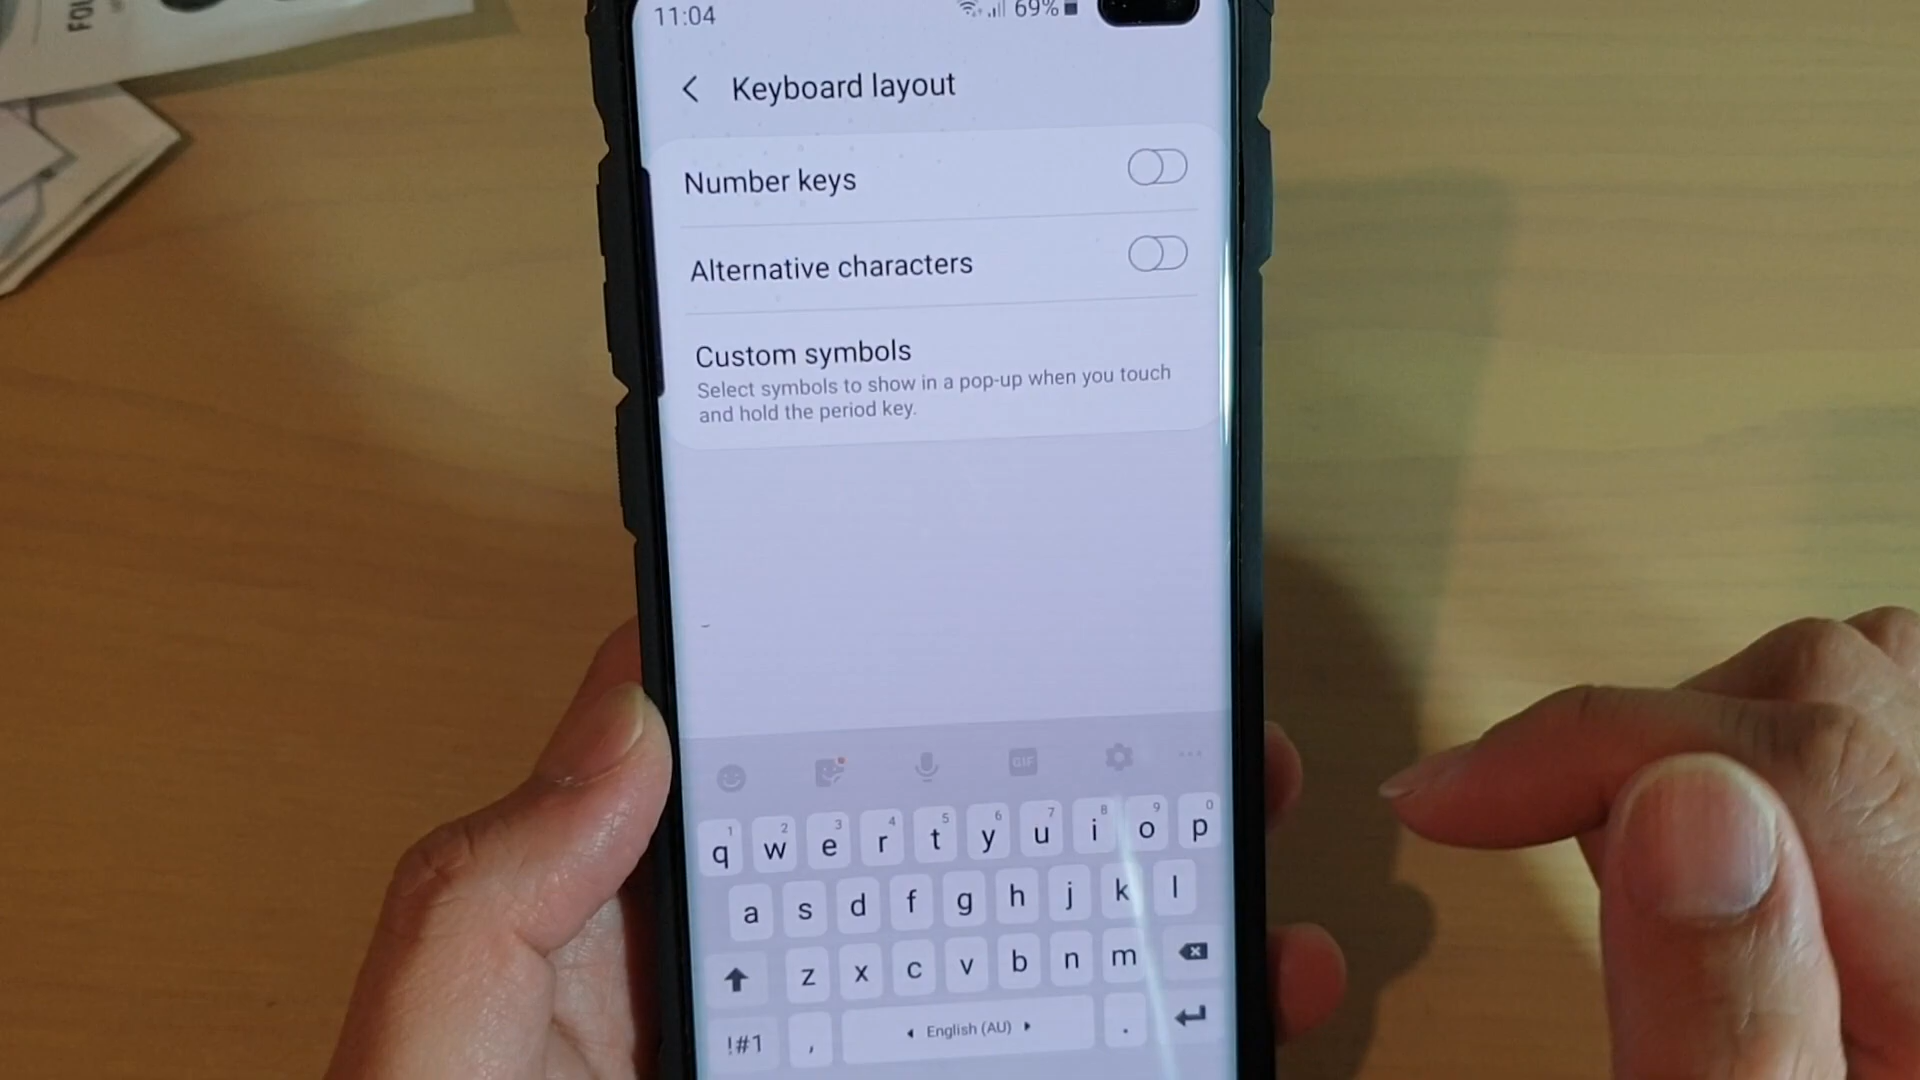 11:04 69%
Keyboard layout
Number keys
Alternative characters
Custom symbols
Select symbols to show in a pop-up when you touch
and hold the period key.
GIF
1 2 3 4 5 6 7 8 9 0
q w e r t y u i o p
a s d f g h j k l
z x c v b n m
!#1 , English (AU) .